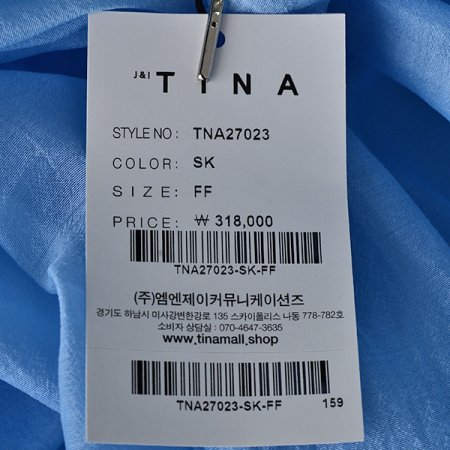 J&I TINA
STYLE NO: TNA27023
COLOR: SK
SIZE: FF
PRICE: ₩ 318,000
TNA27023-SK-FF
(주)엠엔제이커뮤니케이션즈
경기도 하남시 미사강변한강로 135 스카이폴리스 나동 778-782호
소비자 상담실 : 070-4647-3635
www.tinamall.shop
TNA27023-SK-FF 159